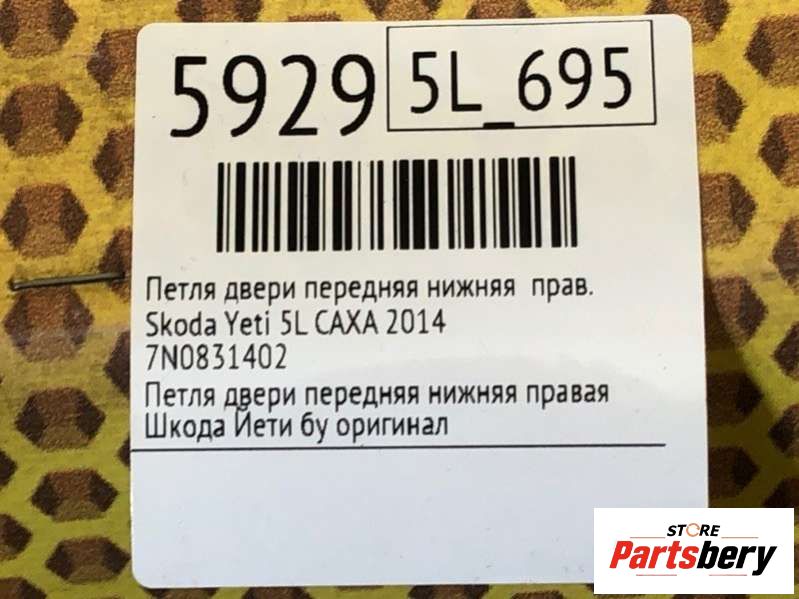 5929 5L_695
Петля двери передняя нижняя прав.
Skoda Yeti 5L CAXA 2014
7N0831402
Петля двери передняя нижняя правая
Шкода Йети бу оригинал
STORE
Partsbery